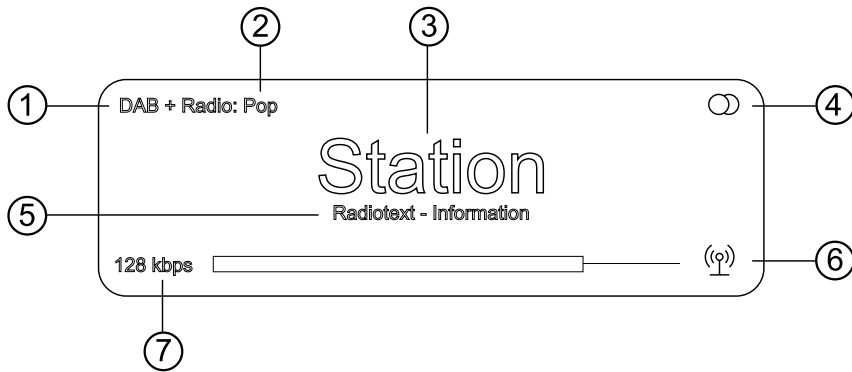 2 3
1 DAB + Radio: Pop 4
Station
5 Radiotext - Information
128 kbps 6
7